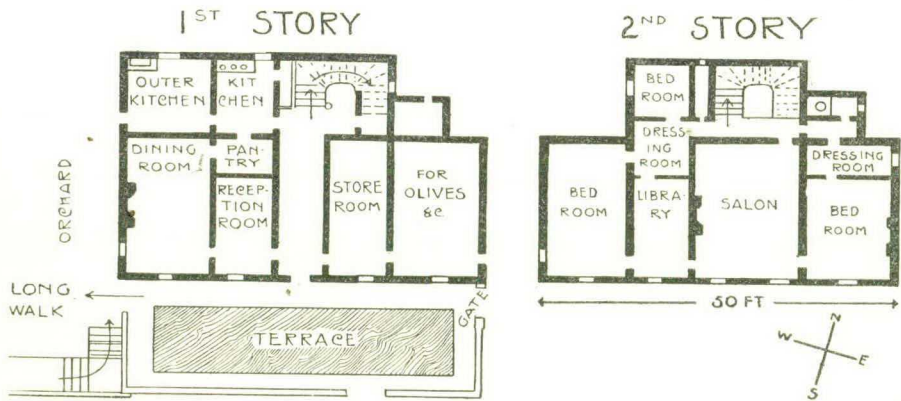 1ST STORY
OUTER
KITCHEN
KIT
CHEN
DINING
ROOM
PAN-
TRY
RECEP
TION
ROOM
STORE
ROOM
FOR
OLIVES
&C
ORCHARD
LONG
WALK
TERRACE
GATE
2ND STORY
BED
ROOM
DRESS
ING
ROOM
DRESSING
ROOM
BED
ROOM
LIBRA-
RY
SALON
BED
ROOM
50 FT
N
W
E
S